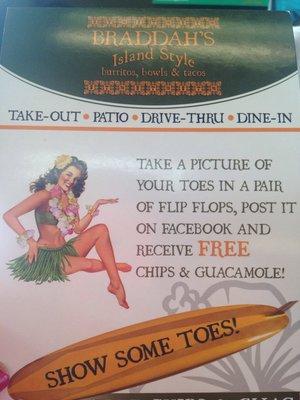 BRADDAH'S
Island Style
burritos, bowls & tacos
TAKE-OUT • PATIO • DRIVE-THRU • DINE-IN
TAKE A PICTURE OF
YOUR TOES IN A PAIR
OF FLIP FLOPS, POST IT
ON FACEBOOK AND
RECEIVE FREE
CHIPS & GUACAMOLE!
SHOW SOME TOES!